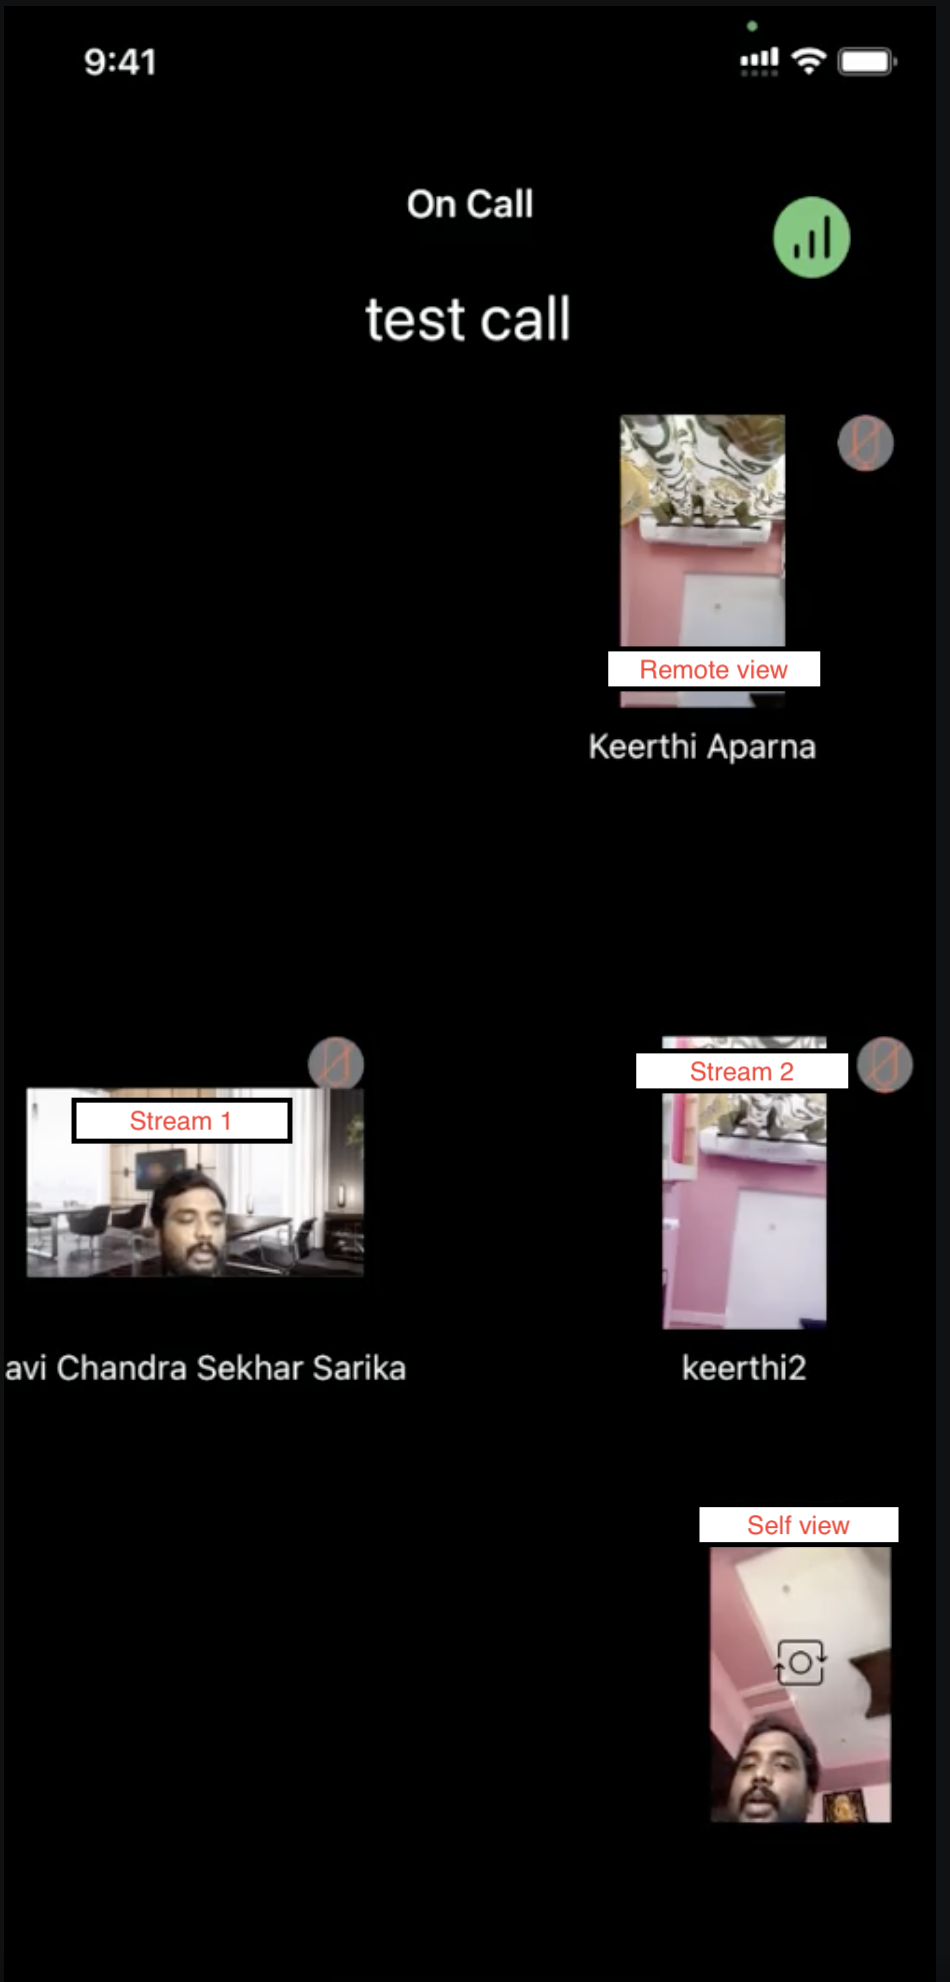 9:41
On Call
test call
Remote view
Keerthi Aparna
Stream 1
Stream 2
avi Chandra Sekhar Sarika
keerthi2
Self view